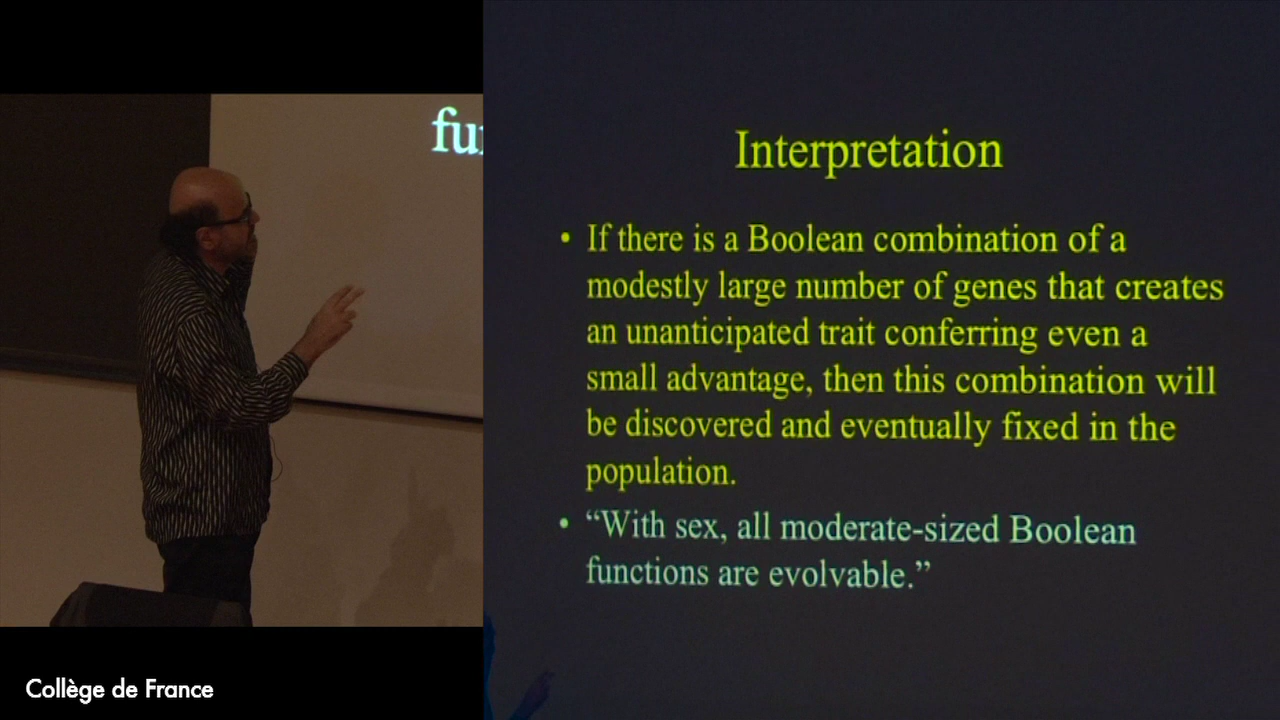 fu
Interpretation
• If there is a Boolean combination of a
modestly large number of genes that creates
an unanticipated trait conferring even a
small advantage, then this combination will
be discovered and eventually fixed in the
population.
• “With sex, all moderate-sized Boolean
functions are evolvable.”
Collège de France